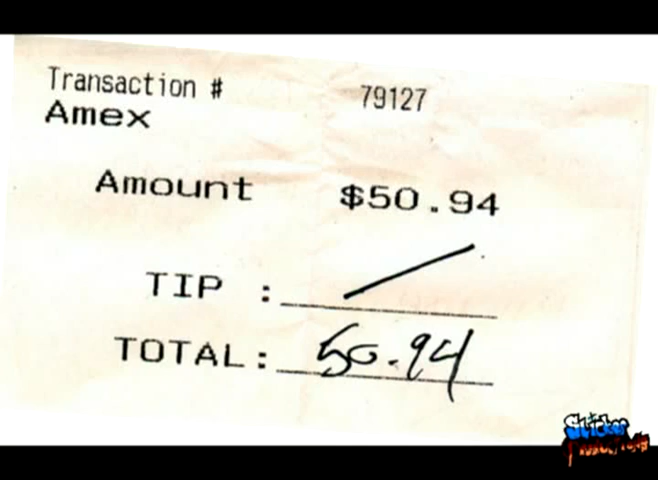 Transaction # 79127
Amex
Amount $50.94
TIP :
TOTAL: 50.94